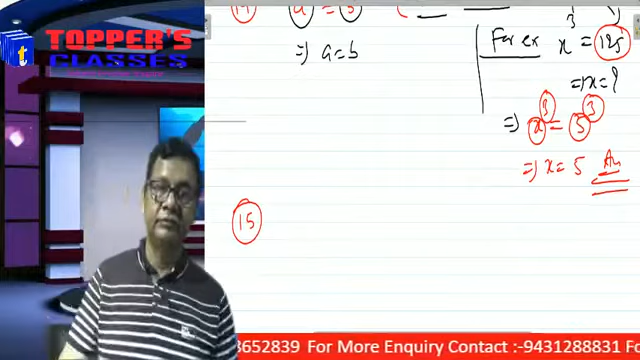 TOPPER'S
CLASSES
t
⇒ a=b
For ex x³ = 125
⇒ x = ?
⇒ x³ = 5³
⇒ x = 5 Ans
15
3652839 For More Enquiry Contact :-9431288831 Fo